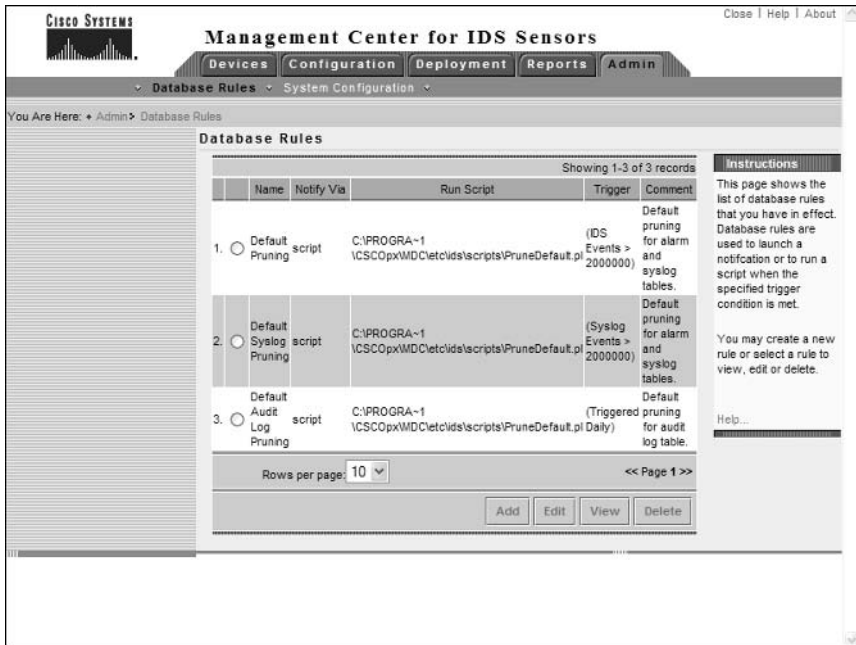 Close | Help | About
CISCO SYSTEMS
Management Center for IDS Sensors
Devices Configuration Deployment Reports Admin
Database Rules System Configuration
You Are Here: Admin > Database Rules
Database Rules
Showing 1-3 of 3 records
Name Notify Via Run Script Trigger Comment
1. Default Pruning script C:\PROGRA~1 \CSCOpx\MDC\etc\ids\scripts\PruneDefault.pl (IDS Events > 2000000) Default pruning for alarm and syslog tables.
2. Default Syslog Pruning script C:\PROGRA~1 \CSCOpx\MDC\etc\ids\scripts\PruneDefault.pl (Syslog Events > 2000000) Default pruning for alarm and syslog tables.
3. Default Audit Log Pruning script C:\PROGRA~1 \CSCOpx\MDC\etc\ids\scripts\PruneDefault.pl (Triggered Daily) Default pruning for audit log table.
Rows per page: 10 << Page 1 >>
Add Edit View Delete
Instructions
This page shows the
list of database rules
that you have in effect.
Database rules are
used to launch a
notifcation or to run a
script when the
specified trigger
condition is met.
You may create a new
rule or select a rule to
view, edit or delete.
Help...